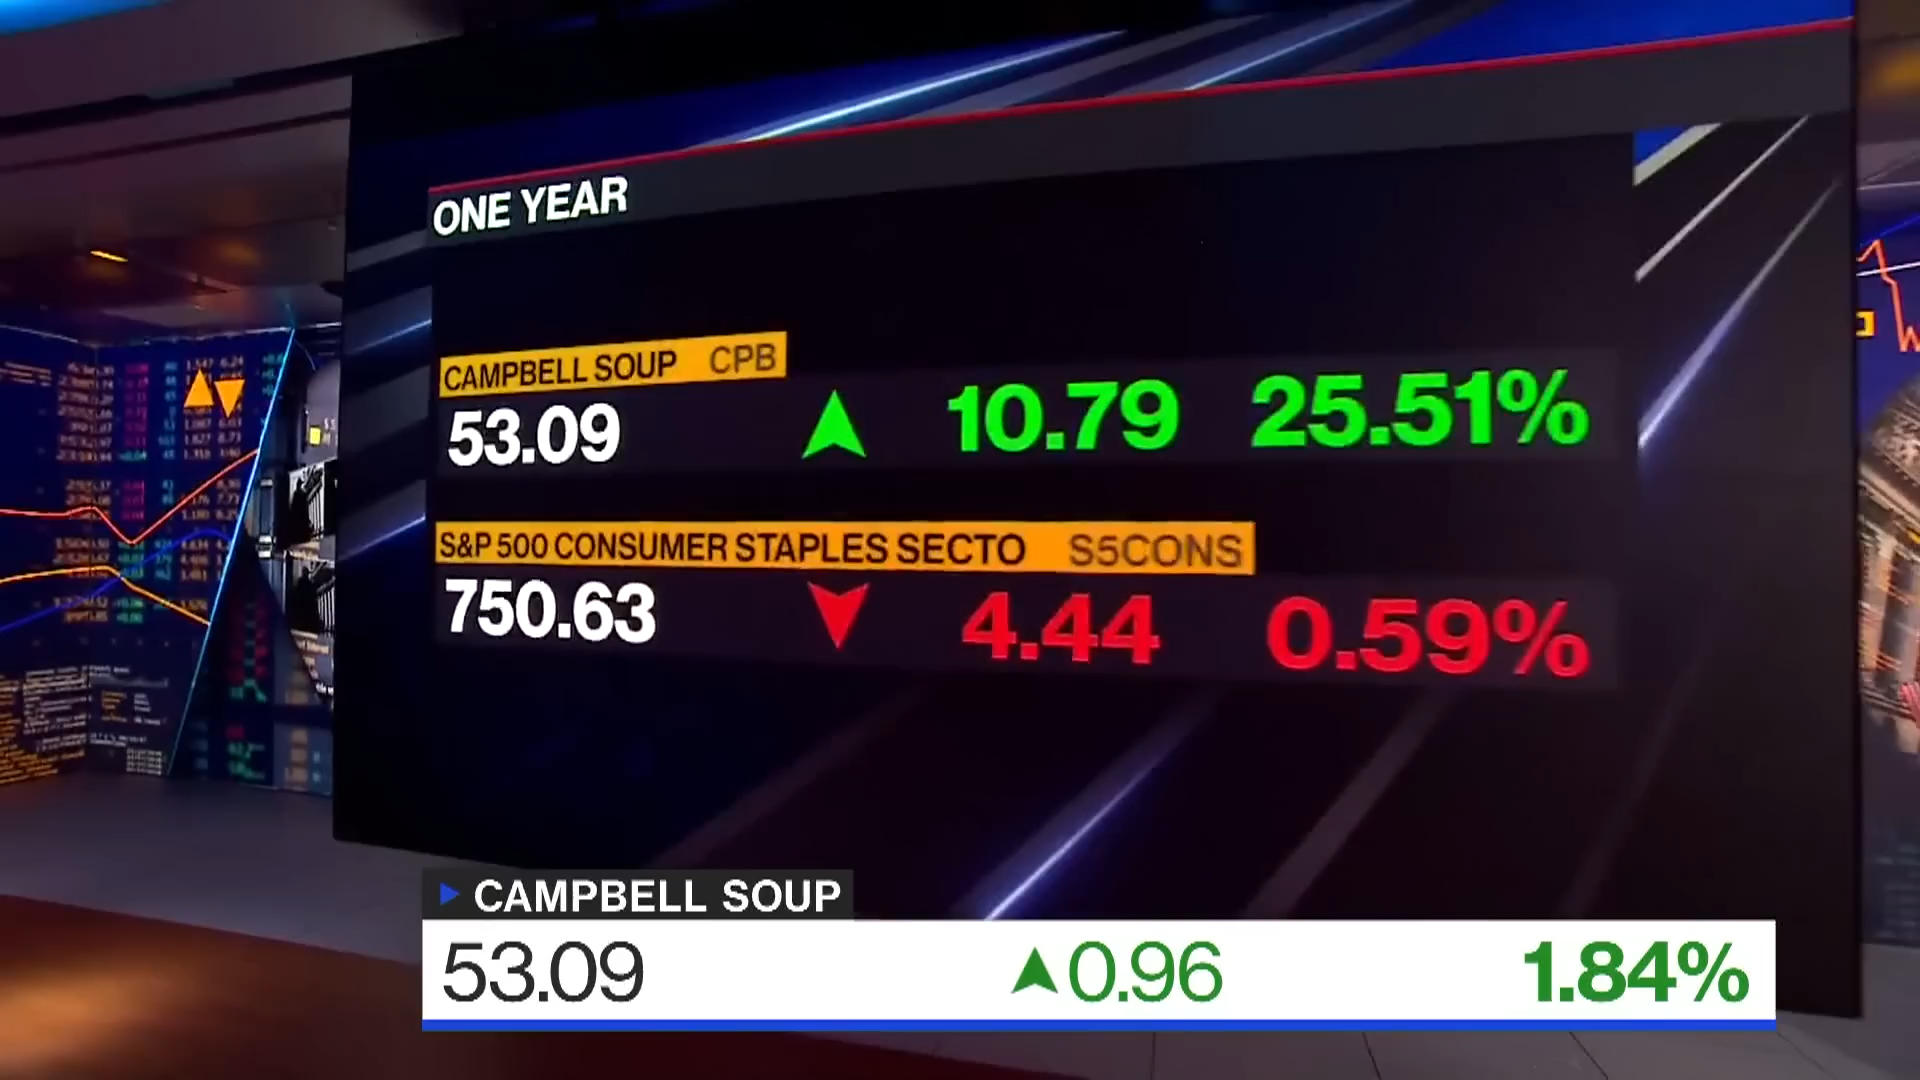 ONE YEAR
CAMPBELL SOUP CPB
53.09 ▲ 10.79 25.51%
S&P 500 CONSUMER STAPLES SECTO S5CONS
750.63 ▼ 4.44 0.59%
CAMPBELL SOUP
53.09 ▲0.96 1.84%